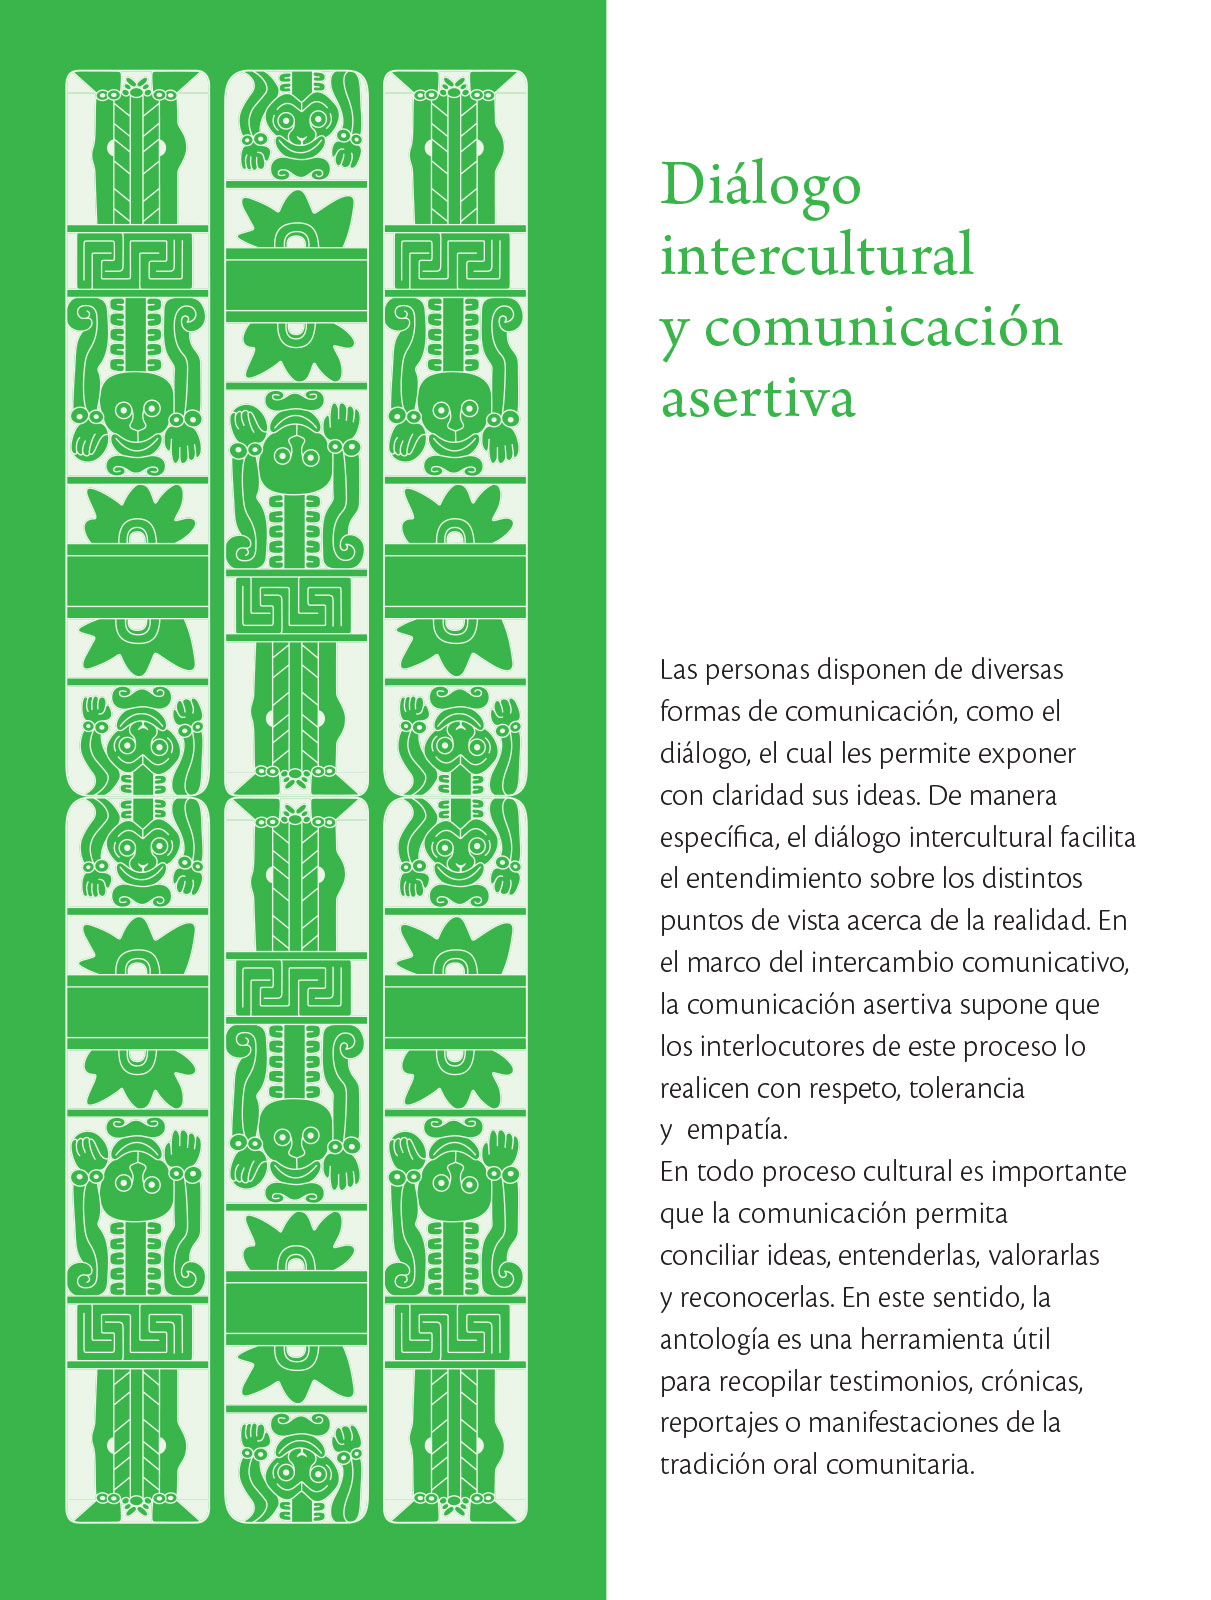 Diálogo
intercultural
y comunicación
asertiva
Las personas disponen de diversas
formas de comunicación, como el
diálogo, el cual les permite exponer
con claridad sus ideas. De manera
específica, el diálogo intercultural facilita
el entendimiento sobre los distintos
puntos de vista acerca de la realidad. En
el marco del intercambio comunicativo,
la comunicación asertiva supone que
los interlocutores de este proceso lo
realicen con respeto, tolerancia
y empatía.
En todo proceso cultural es importante
que la comunicación permita
conciliar ideas, entenderlas, valorarlas
y reconocerlas. En este sentido, la
antología es una herramienta útil
para recopilar testimonios, crónicas,
reportajes o manifestaciones de la
tradición oral comunitaria.